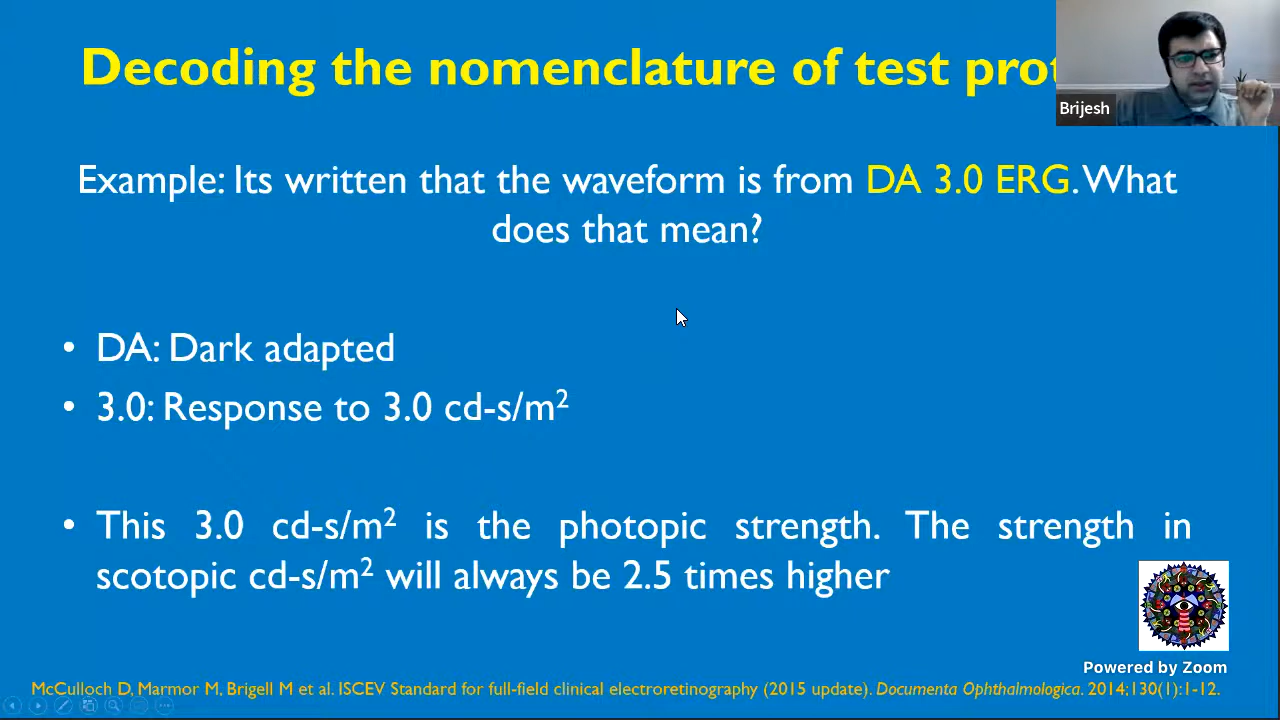 Decoding the nomenclature of test
Brijesh
Example: Its written that the waveform is from DA 3.0 ERG. What
does that mean?
• DA: Dark adapted
• 3.0: Response to 3.0 cd-s/m²
• This 3.0 cd-s/m² is the photopic strength. The strength in
scotopic cd-s/m² will always be 2.5 times higher
Powered by Zoom
McCulloch D, Marmor M, Brigell M et al. ISCEV Standard for full-field clinical electroretinography (2015 update). Documenta Ophthalmologica. 2014;130(1):1-12.